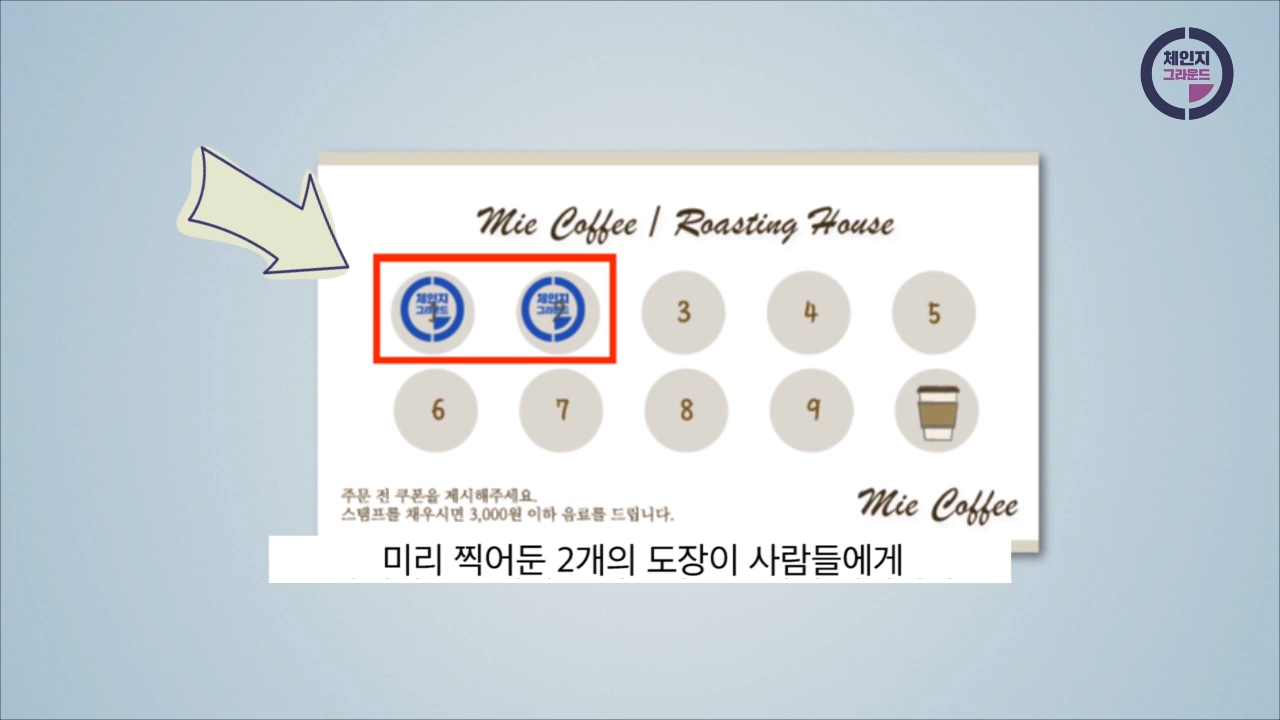 체인지
그라운드
Mie Coffee | Roasting House
체인지
그라운드
체인지
그라운드
3
4
5
6
7
8
9
주문 전 쿠폰을 제시해주세요.
스탬프를 채우시면 3,000원 이하 음료를 드립니다.
Mie Coffee
미리 찍어둔 2개의 도장이 사람들에게